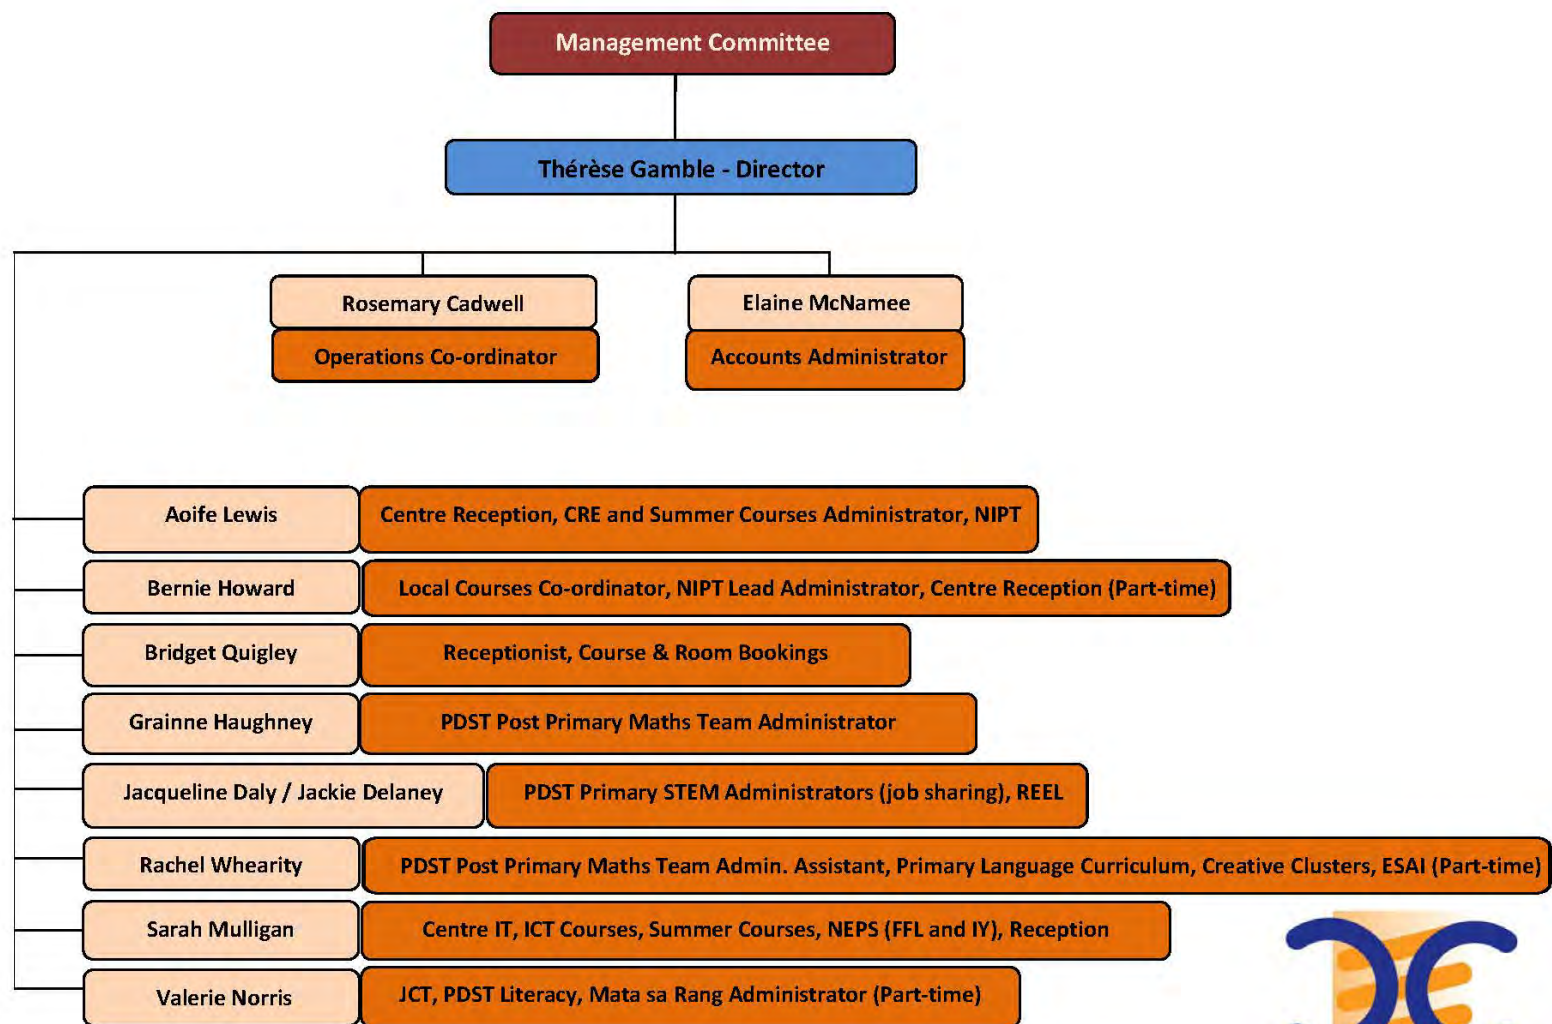 Management Committee
Thérèse Gamble - Director
Rosemary Cadwell
Operations Co-ordinator
Elaine McNamee
Accounts Administrator
Aoife Lewis
Centre Reception, CRE and Summer Courses Administrator, NIPT
Bernie Howard
Local Courses Co-ordinator, NIPT Lead Administrator, Centre Reception (Part-time)
Bridget Quigley
Receptionist, Course & Room Bookings
Grainne Haughney
PDST Post Primary Maths Team Administrator
Jacqueline Daly / Jackie Delaney
PDST Primary STEM Administrators (job sharing), REEL
Rachel Whearity
PDST Post Primary Maths Team Admin. Assistant, Primary Language Curriculum, Creative Clusters, ESAI (Part-time)
Sarah Mulligan
Centre IT, ICT Courses, Summer Courses, NEPS (FFL and IY), Reception
Valerie Norris
JCT, PDST Literacy, Mata sa Rang Administrator (Part-time)